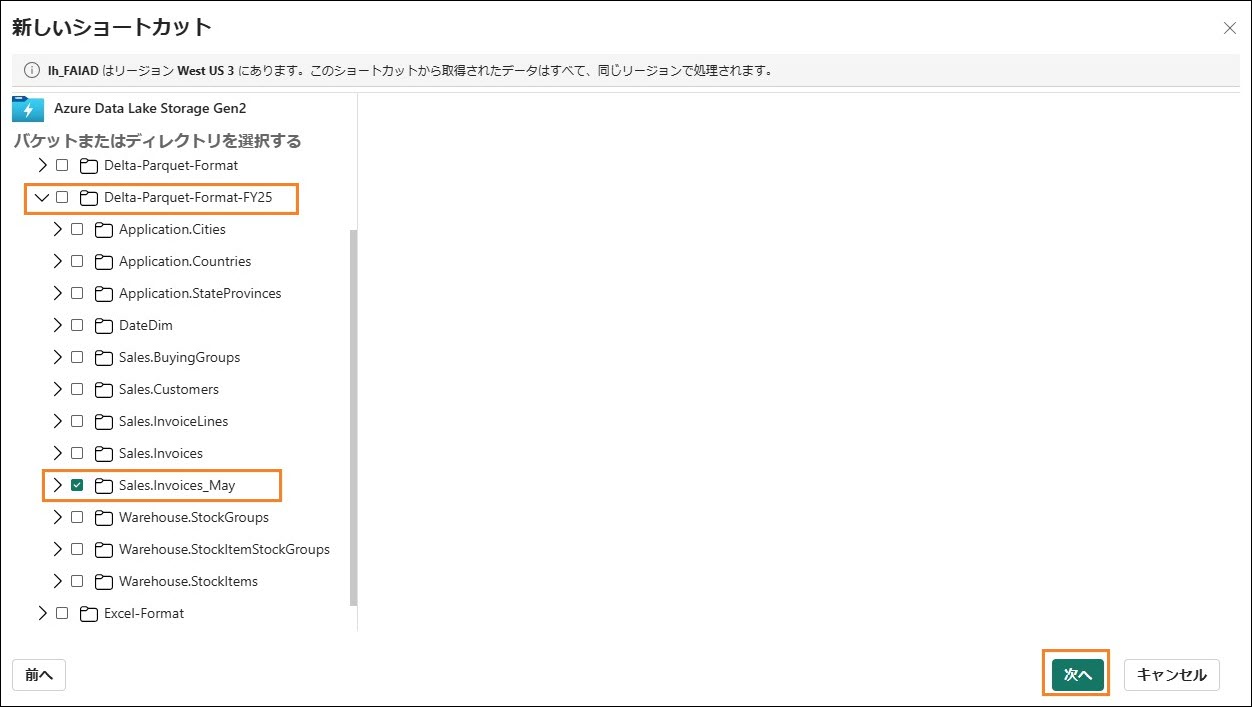 新しいショートカット
lh_FAIAD はリージョン West US 3 にあります。このショートカットから取得されたデータはすべて、同じリージョンで処理されます。
Azure Data Lake Storage Gen2
バケットまたはディレクトリを選択する
Delta-Parquet-Format
Delta-Parquet-Format-FY25
Application.Cities
Application.Countries
Application.StateProvinces
DateDim
Sales.BuyingGroups
Sales.Customers
Sales.InvoiceLines
Sales.Invoices
Sales.Invoices_May
Warehouse.StockGroups
Warehouse.StockItemStockGroups
Warehouse.StockItems
Excel-Format
前へ
次へ
キャンセル